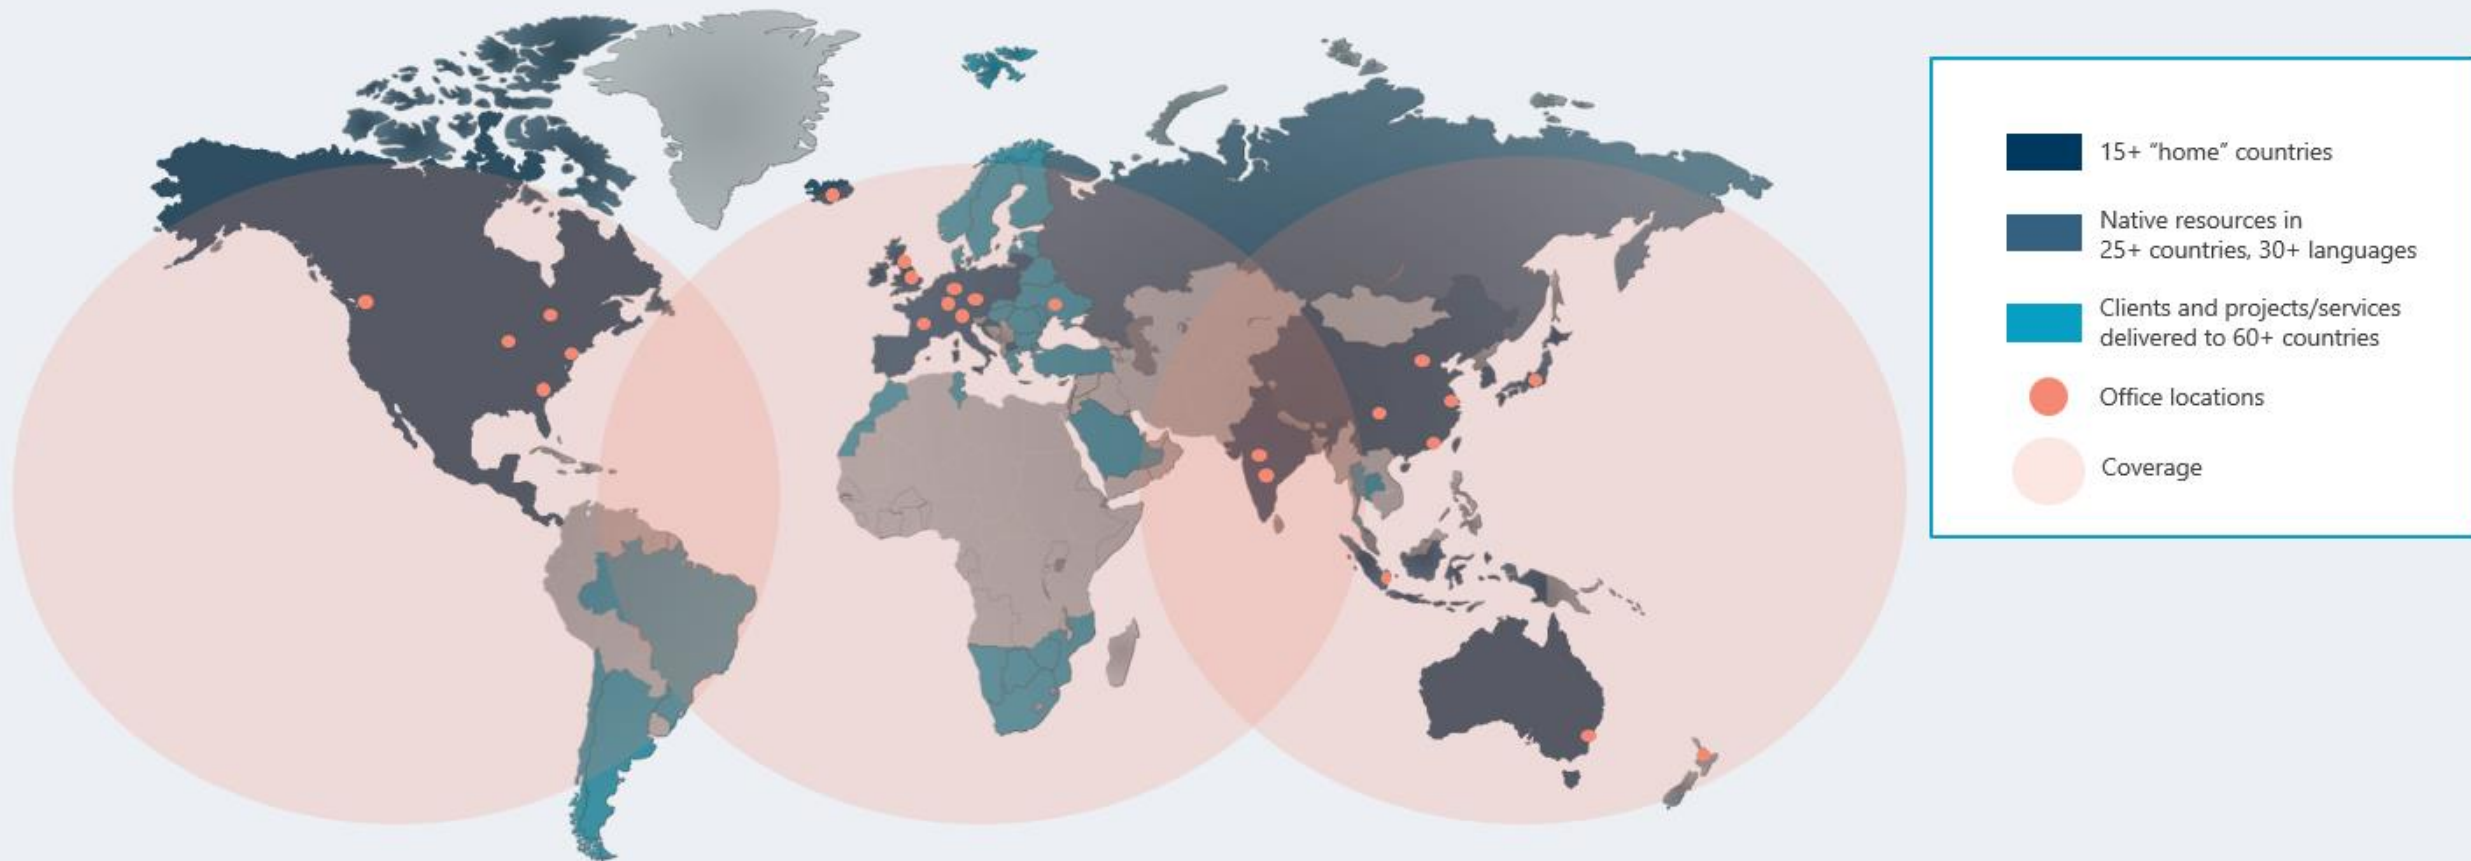 15+ “home” countries
Native resources in
25+ countries, 30+ languages
Clients and projects/services
delivered to 60+ countries
Office locations
Coverage